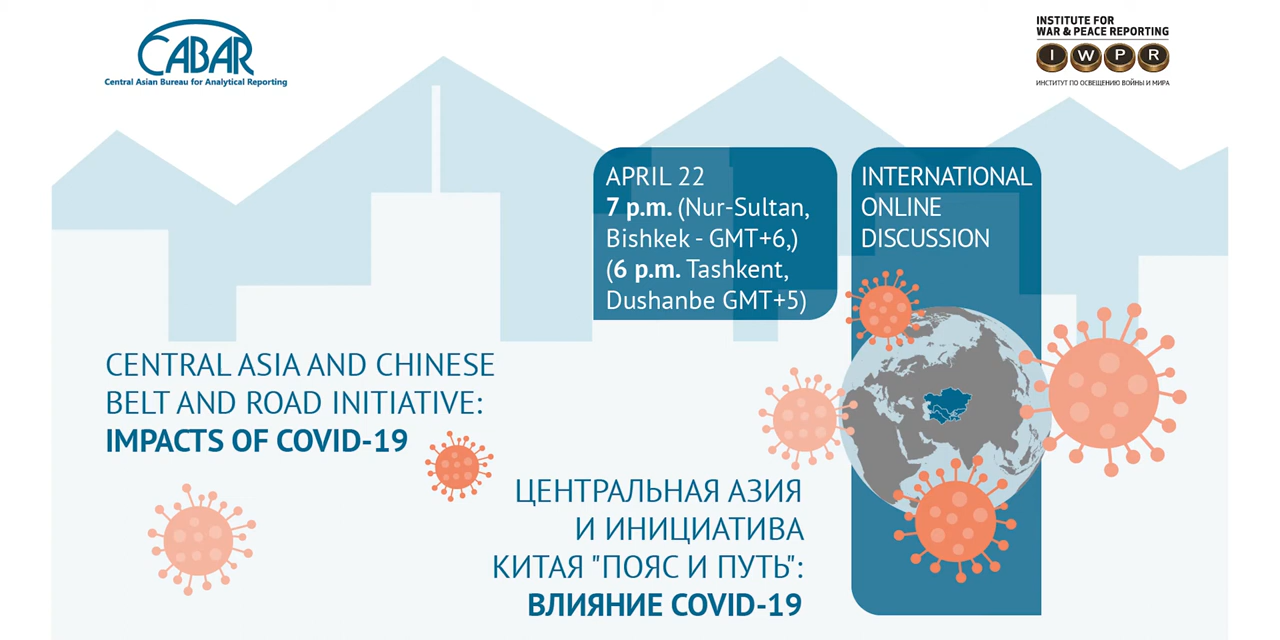 CABAR
Central Asian Bureau for Analytical Reporting
INSTITUTE FOR
WAR & PEACE REPORTING
I W P R
ИНСТИТУТ ПО ОСВЕЩЕНИЮ ВОЙНЫ И МИРА
APRIL 22
7 p.m. (Nur-Sultan,
Bishkek - GMT+6,)
(6 p.m. Tashkent,
Dushanbe GMT+5)
INTERNATIONAL
ONLINE
DISCUSSION
CENTRAL ASIA AND CHINESE
BELT AND ROAD INITIATIVE:
IMPACTS OF COVID-19
ЦЕНТРАЛЬНАЯ АЗИЯ
И ИНИЦИАТИВА
КИТАЯ "ПОЯС И ПУТЬ":
ВЛИЯНИЕ COVID-19